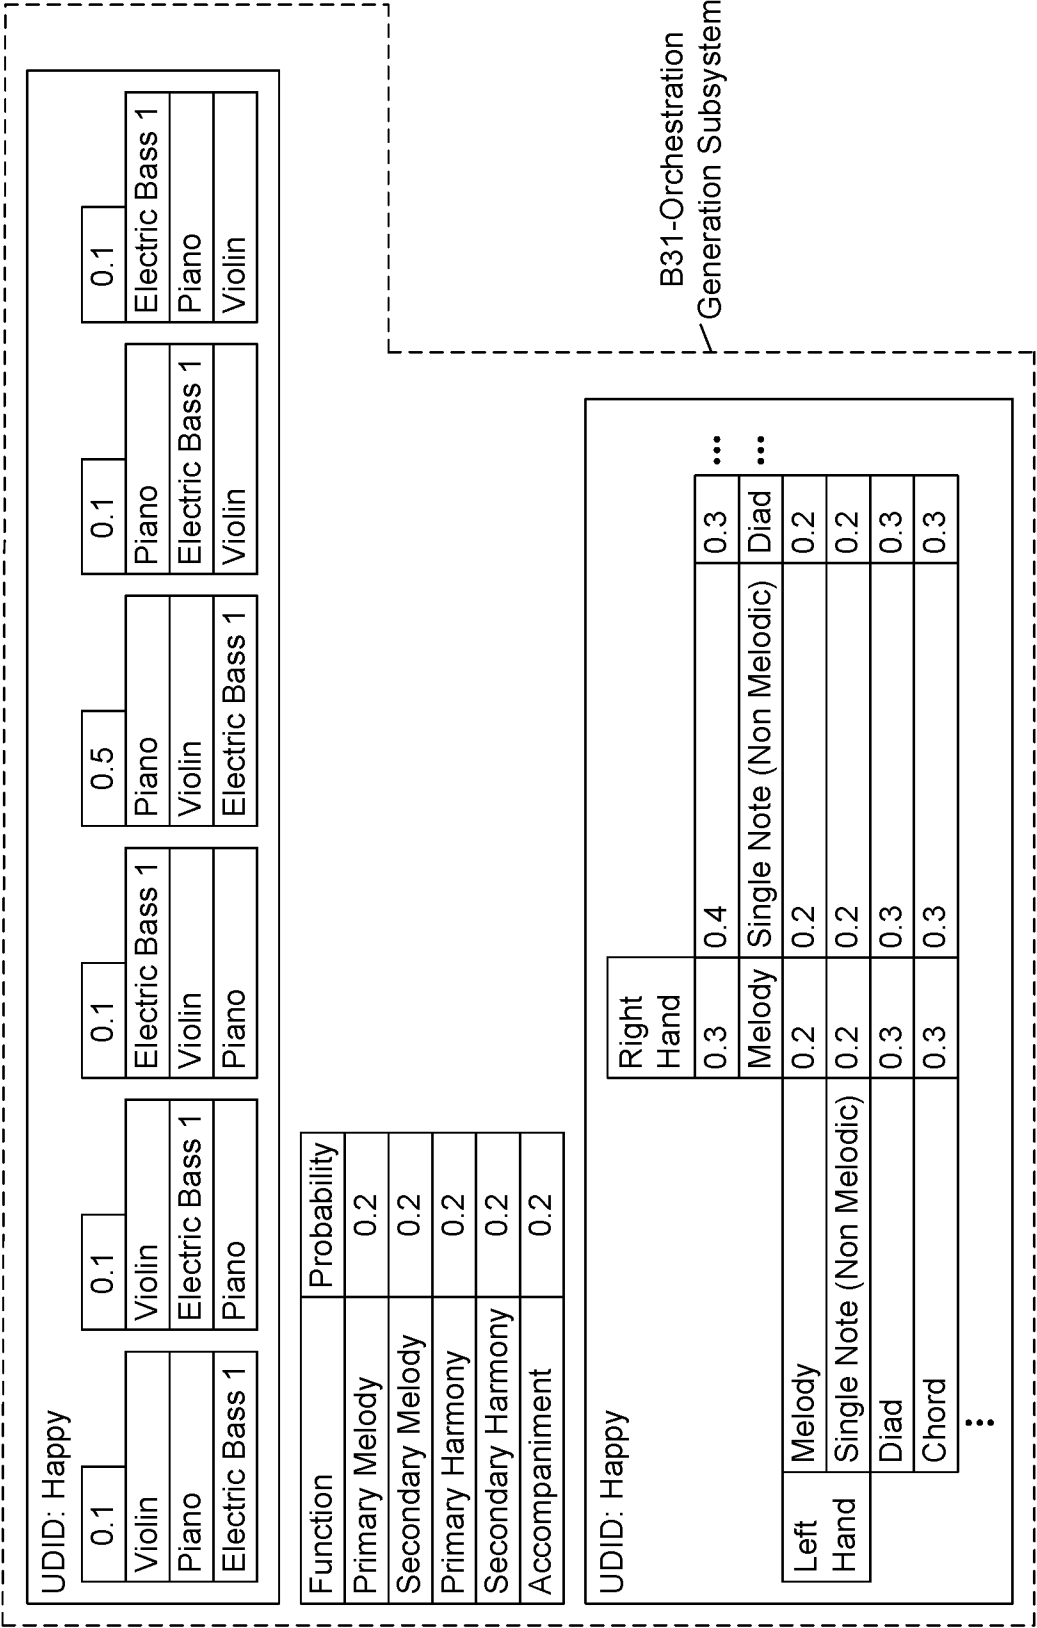 UDID: Happy
0.1
Violin
Piano
Electric Bass 1
0.1
Violin
Electric Bass 1
Piano
0.1
Electric Bass 1
Violin
Piano
0.5
Piano
Violin
Electric Bass 1
0.1
Piano
Electric Bass 1
Violin
0.1
Electric Bass 1
Piano
Violin
Function Probability
Primary Melody 0.2
Secondary Melody 0.2
Primary Harmony 0.2
Secondary Harmony 0.2
Accompaniment 0.2
B31-Orchestration
Generation Subsystem
UDID: Happy
Right
Hand
0.3 0.4 0.3 ...
Melody Single Note (Non Melodic) Diad ...
Left
Hand
Melody 0.2 0.2 0.2
Single Note (Non Melodic) 0.2 0.2 0.2
Diad 0.3 0.3 0.3
Chord 0.3 0.3 0.3
...